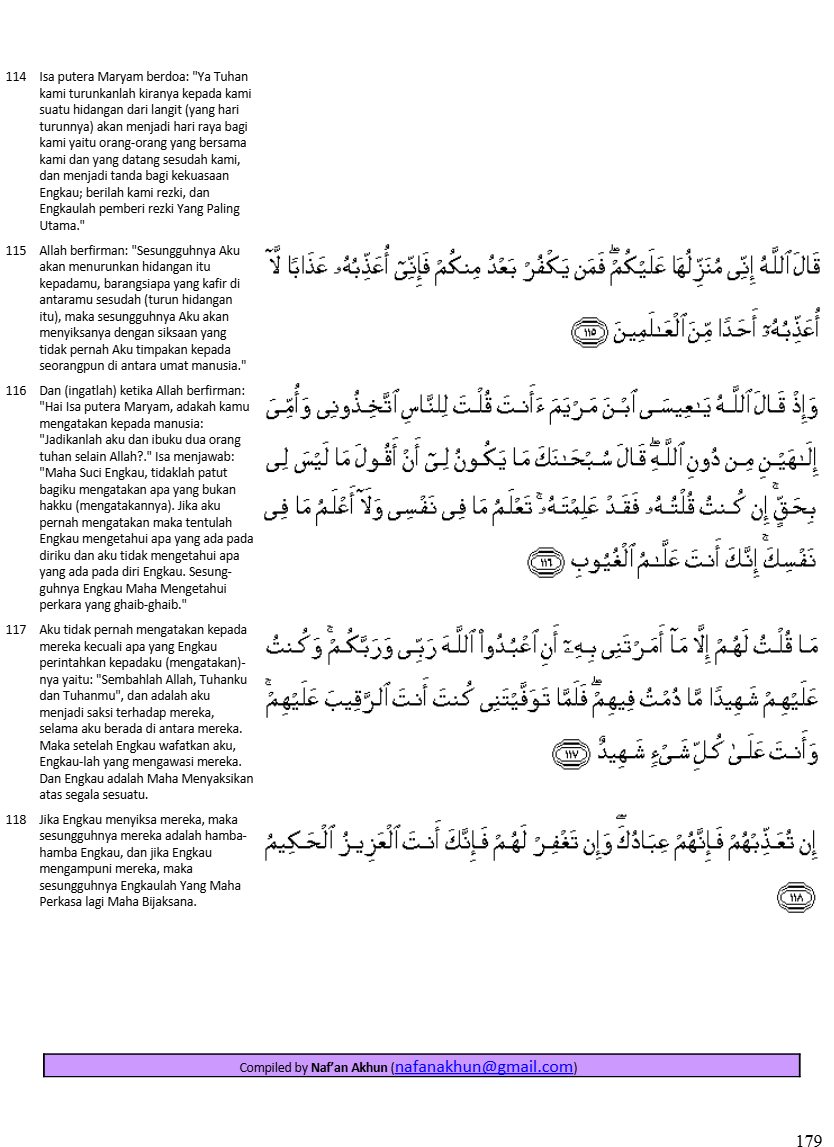 114 Isa putera Maryam berdoa: "Ya Tuhan
kami turunkanlah kiranya kepada kami
suatu hidangan dari langit (yang hari
turunnya) akan menjadi hari raya bagi
kami yaitu orang-orang yang bersama
kami dan yang datang sesudah kami,
dan menjadi tanda bagi kekuasaan
Engkau; berilah kami rezki, dan
Engkaulah pemberi rezki Yang Paling
Utama."
115 Allah berfirman: "Sesungguhnya Aku
akan menurunkan hidangan itu
kepadamu, barangsiapa yang kafir di
antaramu sesudah (turun hidangan
itu), maka sesungguhnya Aku akan
menyiksanya dengan siksaan yang
tidak pernah Aku timpakan kepada
seorangpun di antara umat manusia."
قَالَ ٱللَّهُ إِنِّى مُنَزِّلُهَا عَلَيْكُمْ ۖ فَمَن يَكْفُرْ بَعْدُ مِنكُمْ فَإِنِّىٓ أُعَذِّبُهُۥ عَذَابًا لَّآ
أُعَذِّبُهُۥٓ أَحَدًا مِّنَ ٱلْعَـٰلَمِينَ ١١٥
116 Dan (ingatlah) ketika Allah berfirman:
"Hai Isa putera Maryam, adakah kamu
mengatakan kepada manusia:
"Jadikanlah aku dan ibuku dua orang
tuhan selain Allah?." Isa menjawab:
"Maha Suci Engkau, tidaklah patut
bagiku mengatakan apa yang bukan
hakku (mengatakannya). Jika aku
pernah mengatakan maka tentulah
Engkau mengetahui apa yang ada pada
diriku dan aku tidak mengetahui apa
yang ada pada diri Engkau. Sesung-
guhnya Engkau Maha Mengetahui
perkara yang ghaib-ghaib."
وَإِذْ قَالَ ٱللَّهُ يَـٰعِيسَى ٱبْنَ مَرْيَمَ ءَأَنتَ قُلْتَ لِلنَّاسِ ٱتَّخِذُونِى وَأُمِّىَ
إِلَـٰهَيْنِ مِن دُونِ ٱللَّهِ ۖ قَالَ سُبْحَـٰنَكَ مَا يَكُونُ لِىٓ أَنْ أَقُولَ مَا لَيْسَ لِى
بِحَقٍّ ۚ إِن كُنتُ قُلْتُهُۥ فَقَدْ عَلِمْتَهُۥ ۚ تَعْلَمُ مَا فِى نَفْسِى وَلَآ أَعْلَمُ مَا فِى
نَفْسِكَ ۚ إِنَّكَ أَنتَ عَلَّـٰمُ ٱلْغُيُوبِ ١١٦
117 Aku tidak pernah mengatakan kepada
mereka kecuali apa yang Engkau
perintahkan kepadaku (mengatakan)-
nya yaitu: "Sembahlah Allah, Tuhanku
dan Tuhanmu", dan adalah aku
menjadi saksi terhadap mereka,
selama aku berada di antara mereka.
Maka setelah Engkau wafatkan aku,
Engkau-lah yang mengawasi mereka.
Dan Engkau adalah Maha Menyaksikan
atas segala sesuatu.
مَا قُلْتُ لَهُمْ إِلَّا مَآ أَمَرْتَنِى بِهِۦٓ أَنِ ٱعْبُدُوا۟ ٱللَّهَ رَبِّى وَرَبَّكُمْ ۚ وَكُنتُ
عَلَيْهِمْ شَهِيدًا مَّا دُمْتُ فِيهِمْ ۖ فَلَمَّا تَوَفَّيْتَنِى كُنتَ أَنتَ ٱلرَّقِيبَ عَلَيْهِمْ ۚ
وَأَنتَ عَلَىٰ كُلِّ شَىْءٍ شَهِيدٌ ١١٧
118 Jika Engkau menyiksa mereka, maka
sesungguhnya mereka adalah hamba-
hamba Engkau, dan jika Engkau
mengampuni mereka, maka
sesungguhnya Engkaulah Yang Maha
Perkasa lagi Maha Bijaksana.
إِن تُعَذِّبْهُمْ فَإِنَّهُمْ عِبَادُكَ ۖ وَإِن تَغْفِرْ لَهُمْ فَإِنَّكَ أَنتَ ٱلْعَزِيزُ ٱلْحَكِيمُ
١١٨
Compiled by Naf'an Akhun (nafanakhun@gmail.com)
179